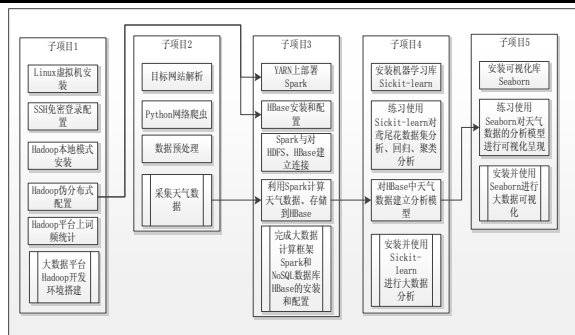 子项目1
Linux虚拟机安
装
SSH免密登录配
置
Hadoop本地模式
安装
Hadoop伪分布式
配置
Hadoop平台上词
频统计
大数据平台
Hadoop开发
环境搭建
子项目2
目标网站解析
Python网络爬虫
数据预处理
采集天气数
据
子项目3
YARN上部署
Spark
HBase安装和配
置
Spark与对
HDFS、HBase建
立连接
利用Spark计算
天气数据、存储
到HBase
完成大数据
计算框架
Spark和
NoSQL数据库
HBase的安装
和配置
子项目4
安装机器学习库
Sickit-learn
练习使用
Sickit-learn对
鸢尾花数据集分
析、回归、聚类
分析
对HBase中天气
数据建立分析模
型
安装并使用
Sickit-
learn
进行大数据
分析
子项目5
安装可视化库
Seaborn
练习使用
Seaborn对天气
数据的分析模型
进行可视化呈现
安装并使用
Seaborn进行
大数据可视
化